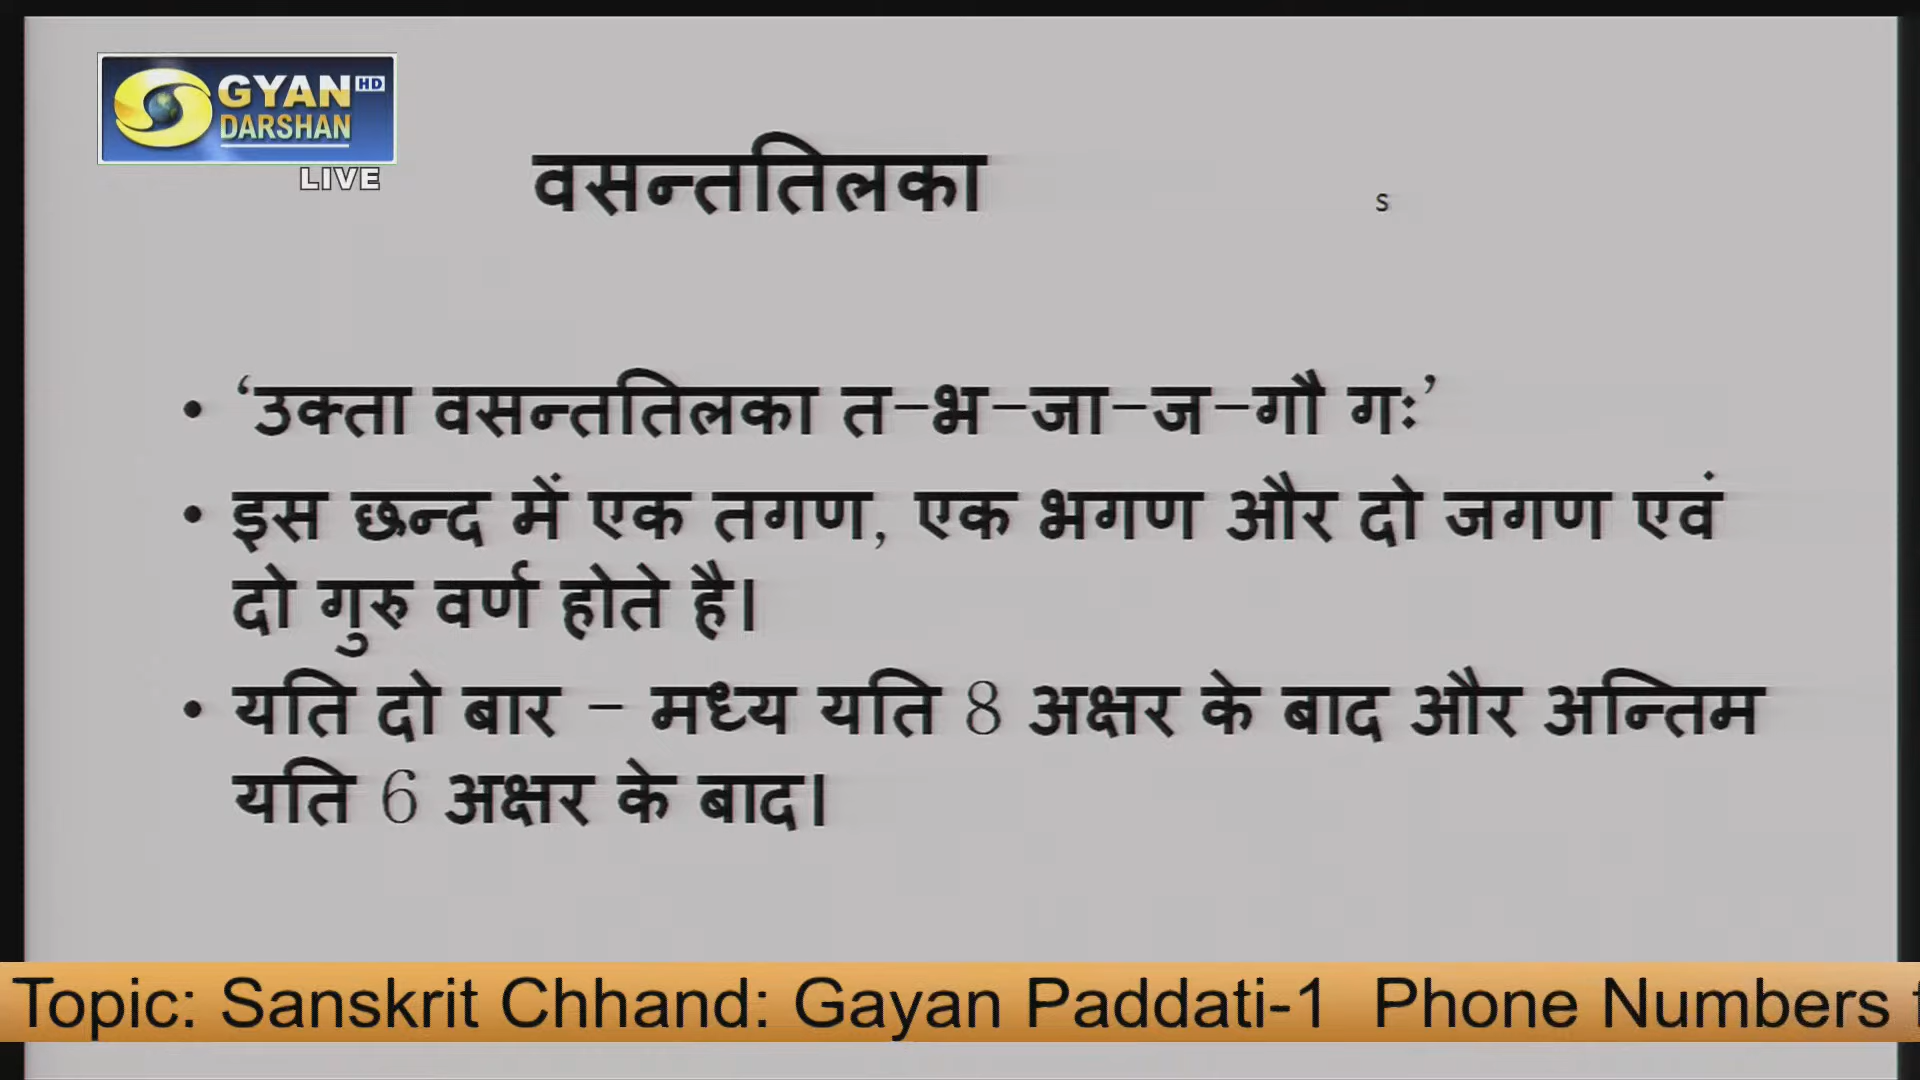 GYAN HD
DARSHAN
LIVE
वसन्ततिलका
s
• ‘उक्ता वसन्ततिलका त-भ-जा-ज-गौ गः’
• इस छन्द में एक तगण, एक भगण और दो जगण एवं
दो गुरु वर्ण होते है।
• यति दो बार - मध्य यति 8 अक्षर के बाद और अन्तिम
यति 6 अक्षर के बाद।
Topic: Sanskrit Chhand: Gayan Paddati-1 Phone Numbers